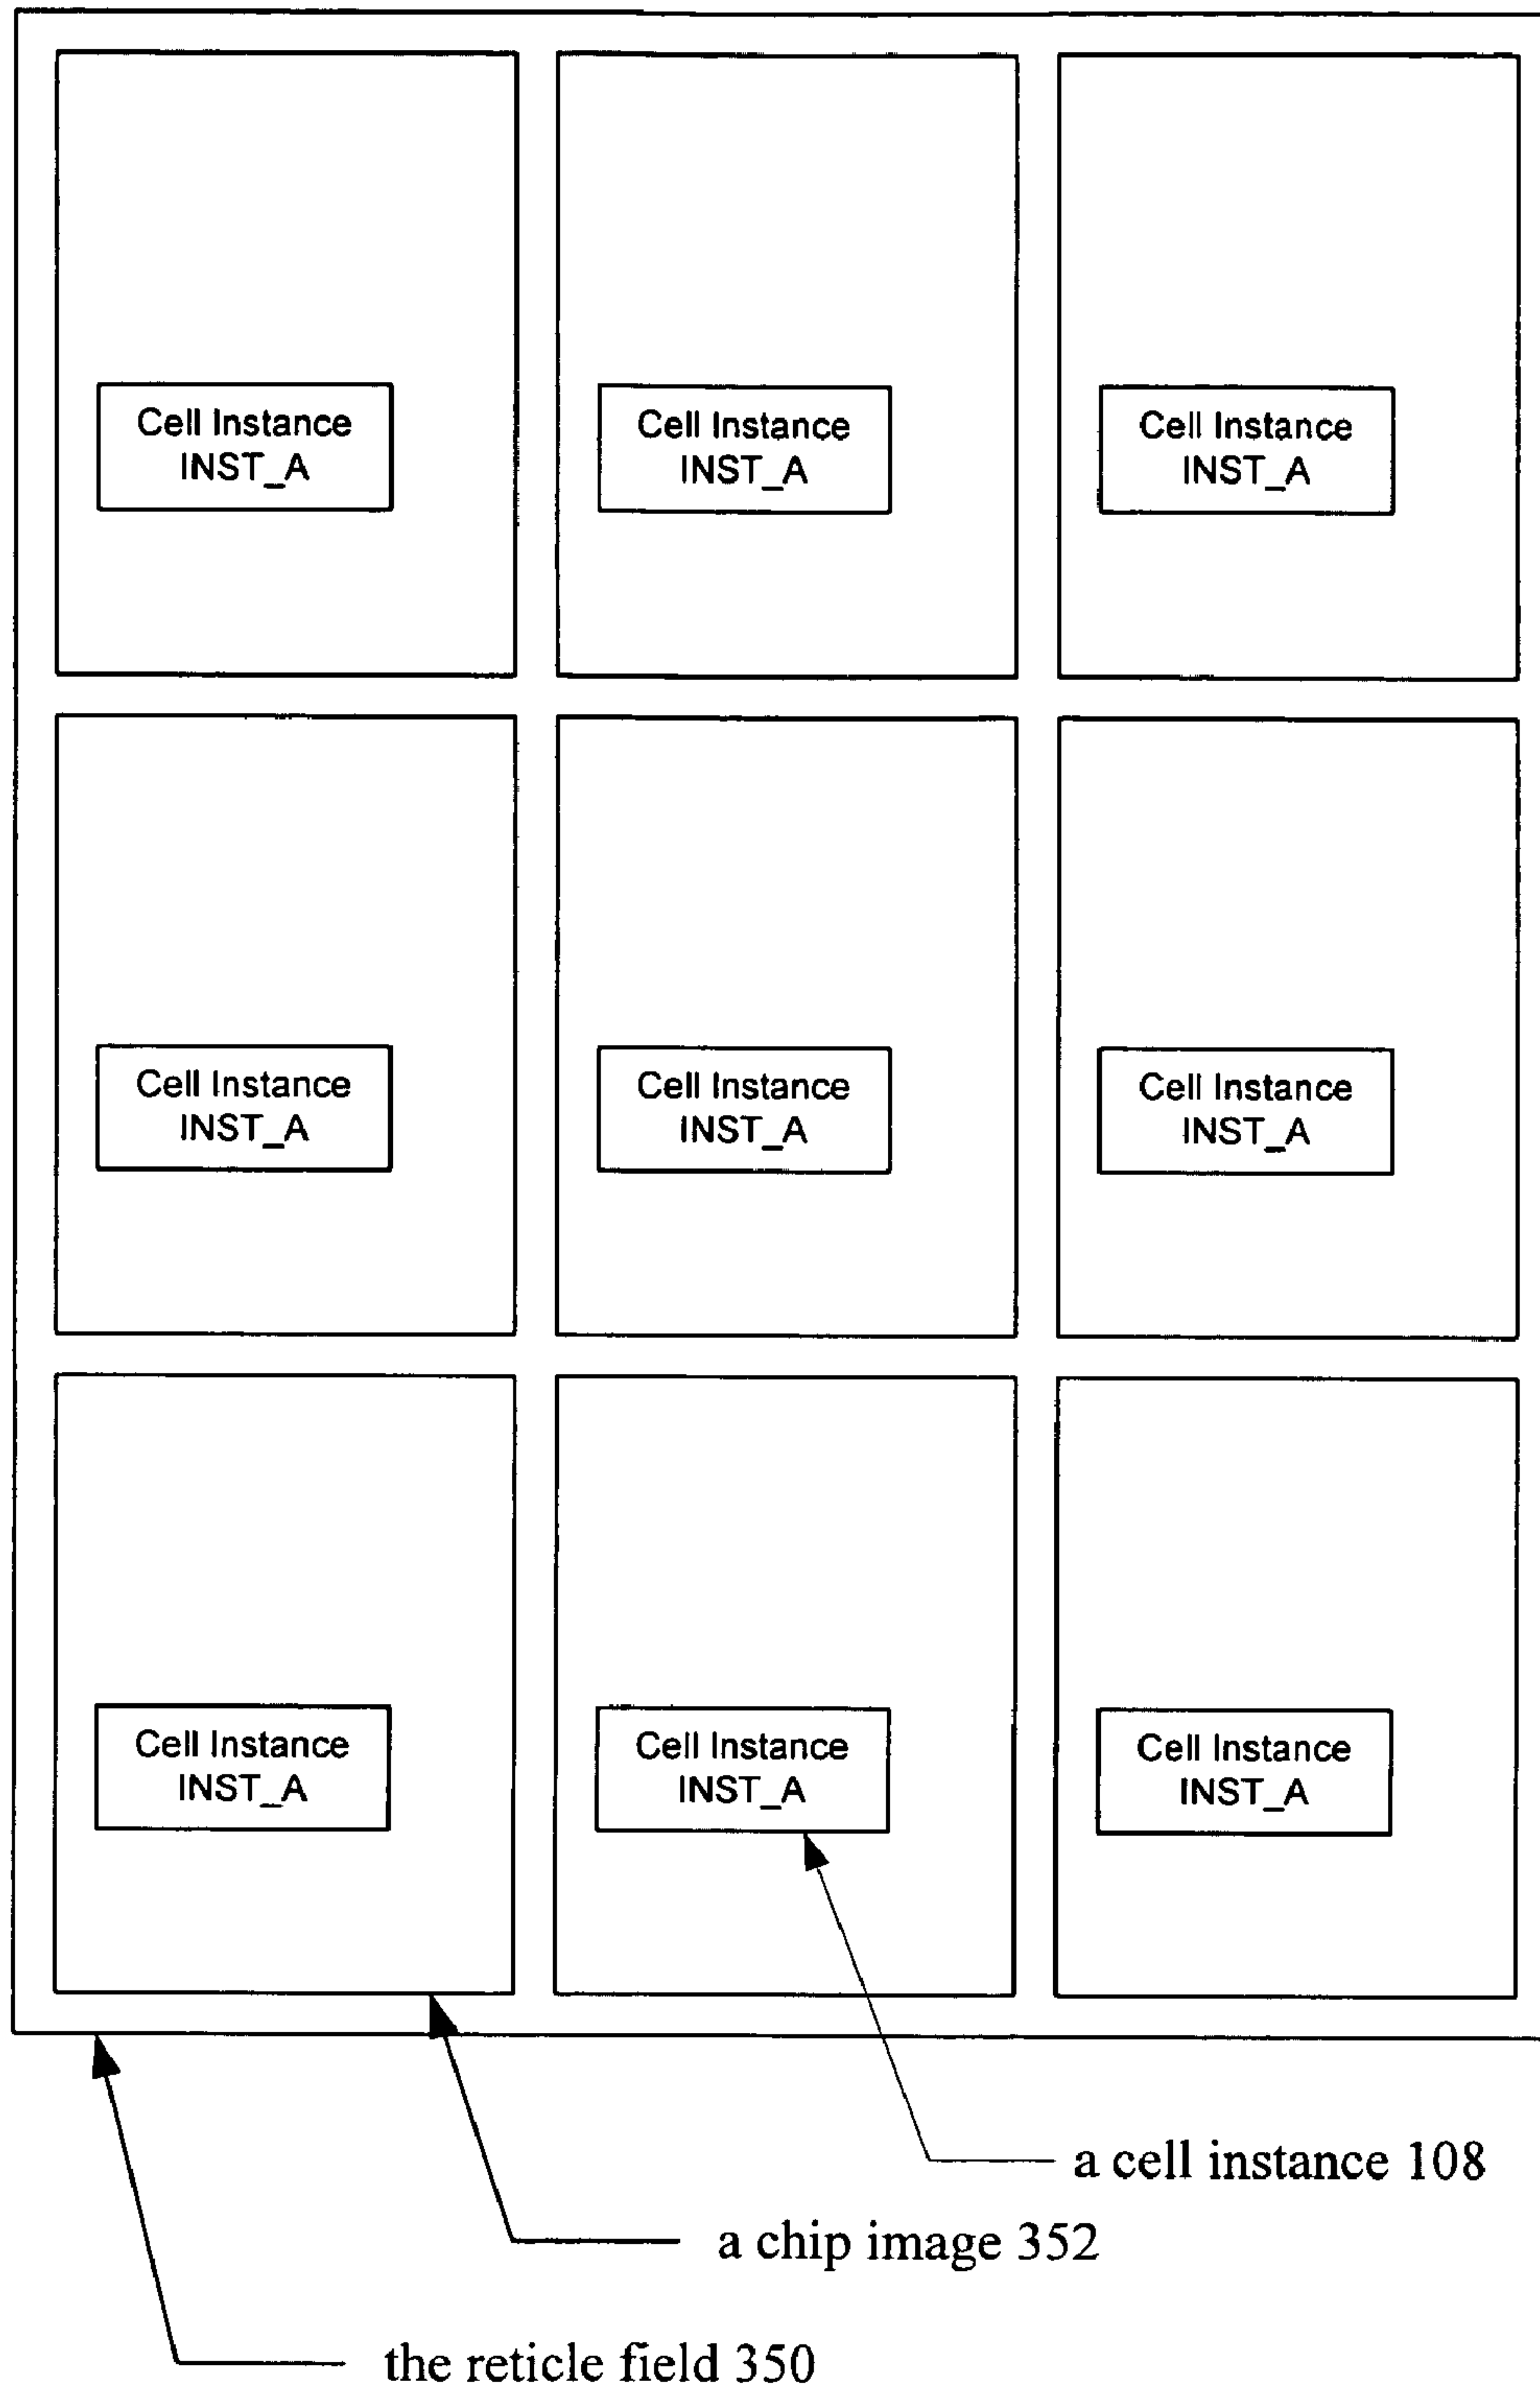 Cell Instance
INST_A
Cell Instance
INST_A
Cell Instance
INST_A
Cell Instance
INST_A
Cell Instance
INST_A
Cell Instance
INST_A
Cell Instance
INST_A
Cell Instance
INST_A
Cell Instance
INST_A
a cell instance 108
a chip image 352
the reticle field 350